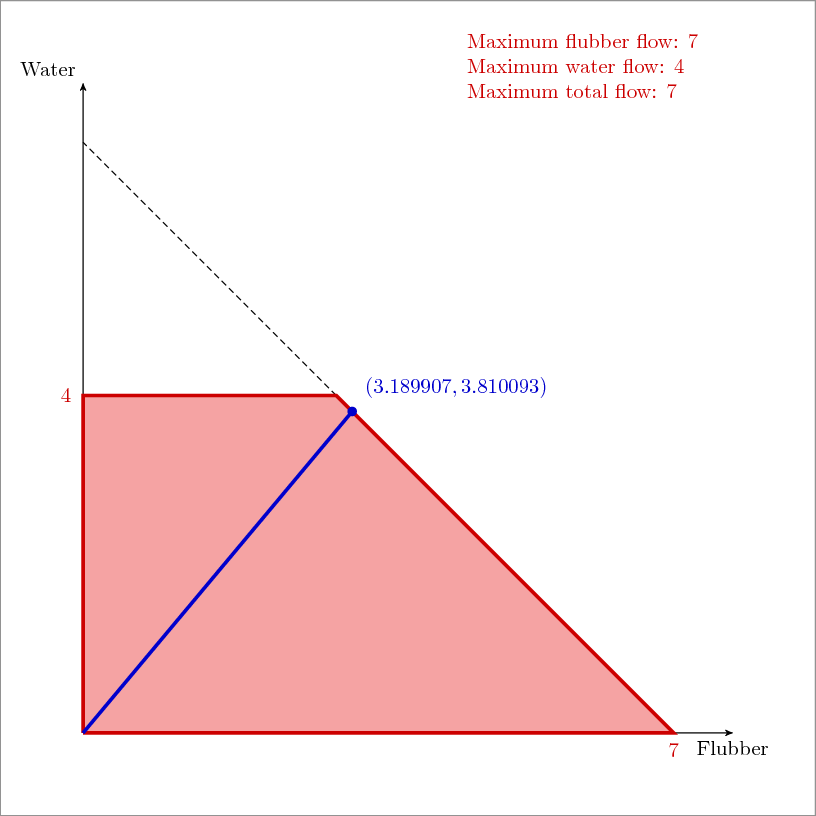 Maximum flubber flow: 7
Maximum water flow: 4
Maximum total flow: 7
Water
(3.189907, 3.810093)
4
7
Flubber